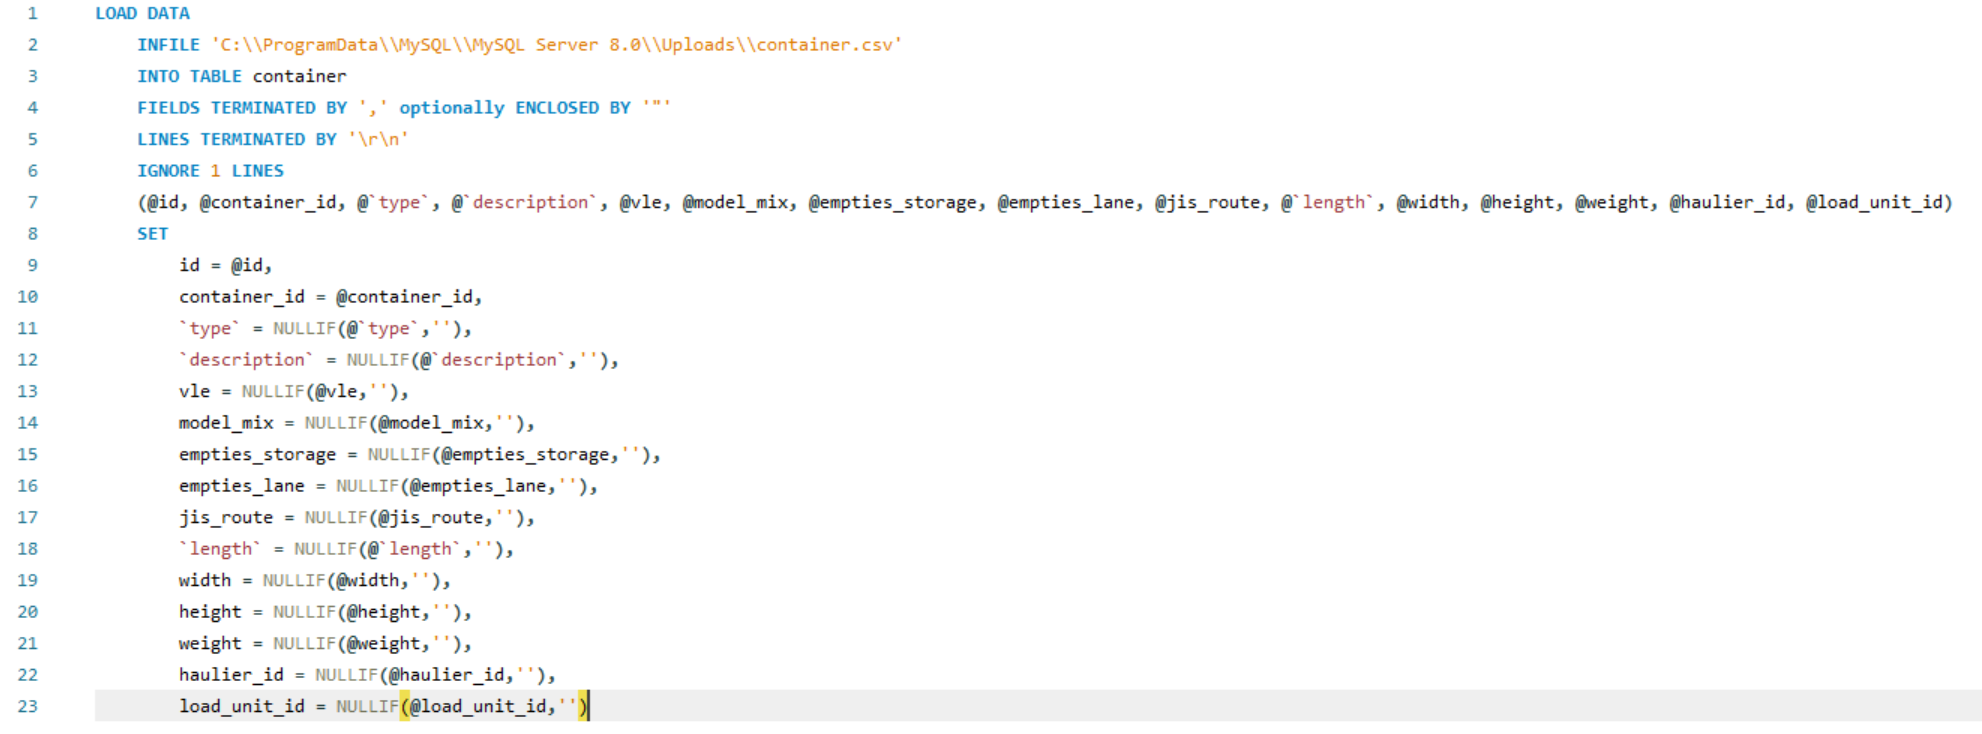 1 LOAD DATA
2 INFILE 'C:\\ProgramData\\MySQL\\MySQL Server 8.0\\Uploads\\container.csv'
3 INTO TABLE container
4 FIELDS TERMINATED BY ',' optionally ENCLOSED BY '"'
5 LINES TERMINATED BY '\r\n'
6 IGNORE 1 LINES
7 (@id, @container_id, @`type`, @`description`, @vle, @model_mix, @empties_storage, @empties_lane, @jis_route, @`length`, @width, @height, @weight, @haulier_id, @load_unit_id)
8 SET
9 id = @id,
10 container_id = @container_id,
11 `type` = NULLIF(@`type`,''),
12 `description` = NULLIF(@`description`,''),
13 vle = NULLIF(@vle,''),
14 model_mix = NULLIF(@model_mix,''),
15 empties_storage = NULLIF(@empties_storage,''),
16 empties_lane = NULLIF(@empties_lane,''),
17 jis_route = NULLIF(@jis_route,''),
18 `length` = NULLIF(@`length`,''),
19 width = NULLIF(@width,''),
20 height = NULLIF(@height,''),
21 weight = NULLIF(@weight,''),
22 haulier_id = NULLIF(@haulier_id,''),
23 load_unit_id = NULLIF(@load_unit_id,'')